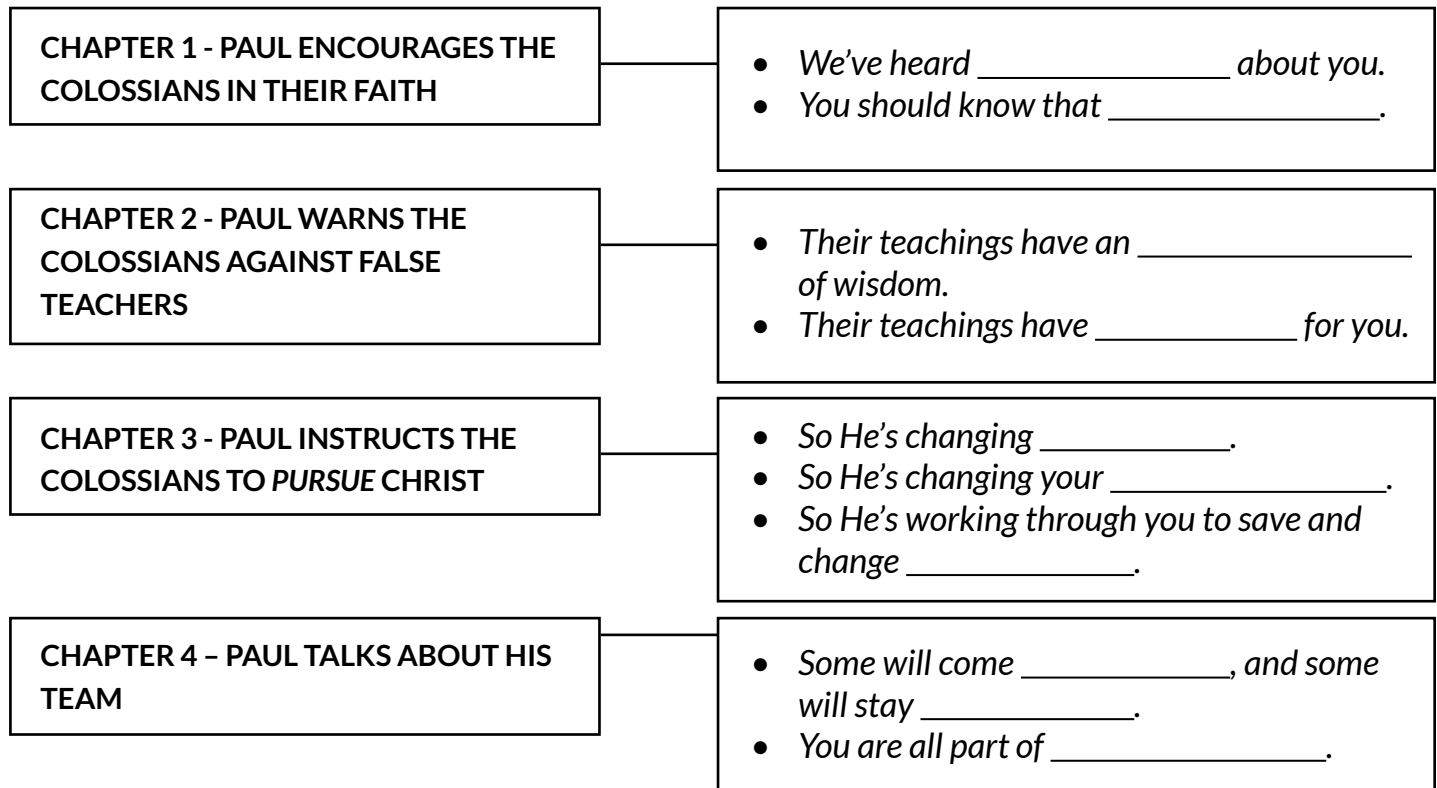 CHAPTER 1 - PAUL ENCOURAGES THE
COLOSSIANS IN THEIR FAITH
• We’ve heard ______________ about you.
• You should know that _______________.
CHAPTER 2 - PAUL WARNS THE
COLOSSIANS AGAINST FALSE
TEACHERS
• Their teachings have an _______________
of wisdom.
• Their teachings have ___________ for you.
CHAPTER 3 - PAUL INSTRUCTS THE
COLOSSIANS TO PURSUE CHRIST
• So He’s changing __________.
• So He’s changing your _______________.
• So He’s working through you to save and
change ____________.
CHAPTER 4 – PAUL TALKS ABOUT HIS
TEAM
• Some will come ___________, and some
will stay ____________.
• You are all part of _______________.